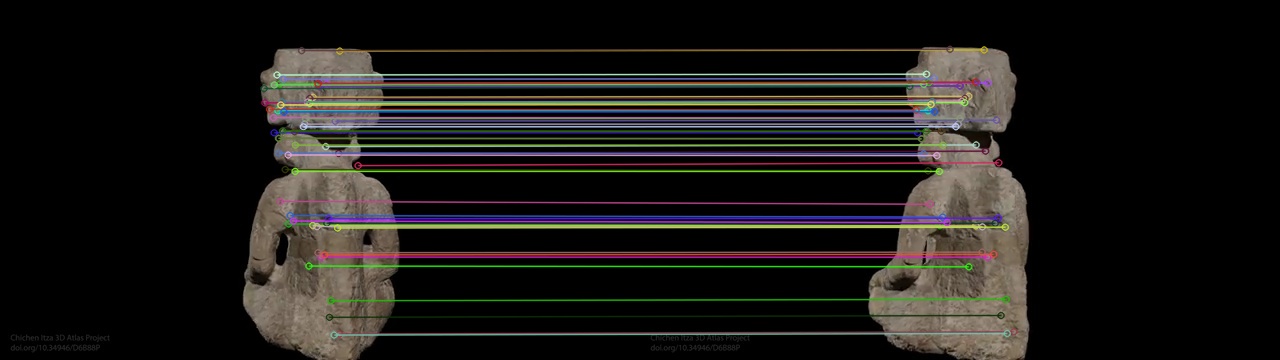 Chichen Itza 3D Atlas Project
doi.org/10.34946/D6B88P
Chichen Itza 3D Atlas Project
doi.org/10.34946/D6B88P